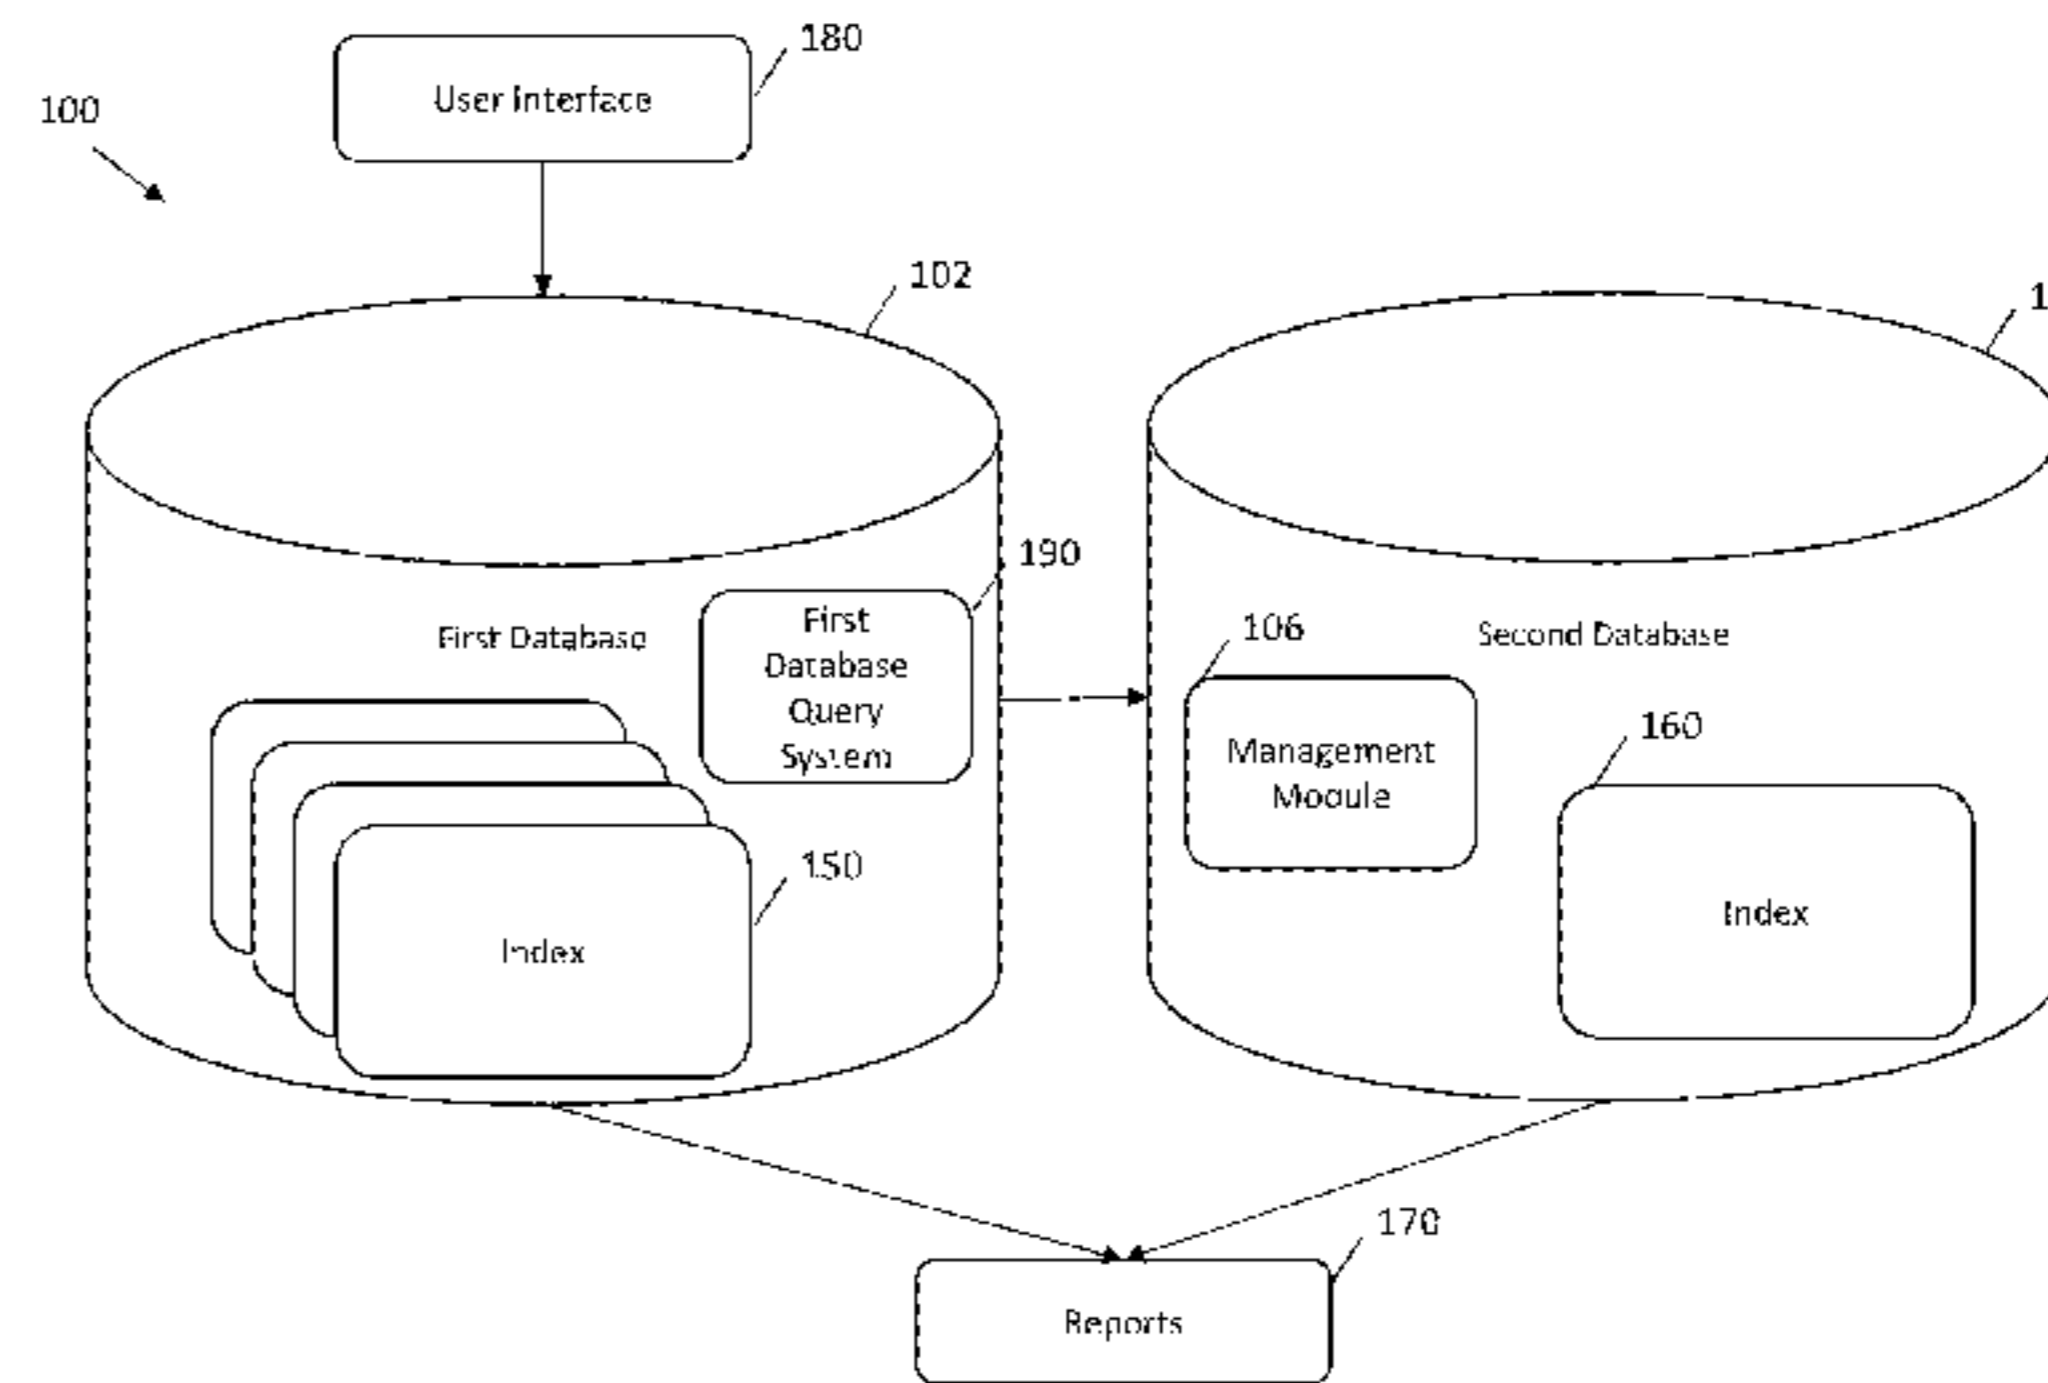 180
User Interface
100
102
1
190
First
Database
Query
System
First Database
106
Second Database
Management
Module
160
150
Index
Index
170
Reports